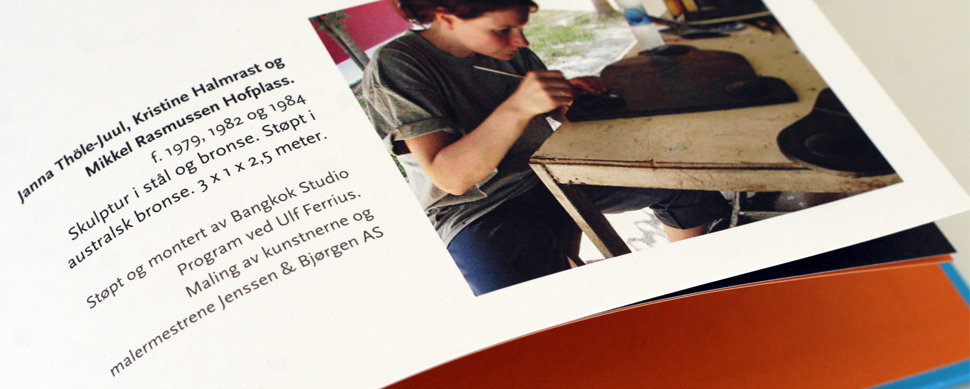 Janna Thöle-Juul, Kristine Halmrast og
Mikkel Rasmussen Hofplass.
f. 1979, 1982 og 1984
Skulptur i stål og bronse. Støpt i
australsk bronse. 3 x 1 x 2,5 meter.
Støpt og montert av Bangkok Studio
Program ved Ulf Ferrius.
Maling av kunstnerne og
malermestrene Jenssen & Bjørgen AS